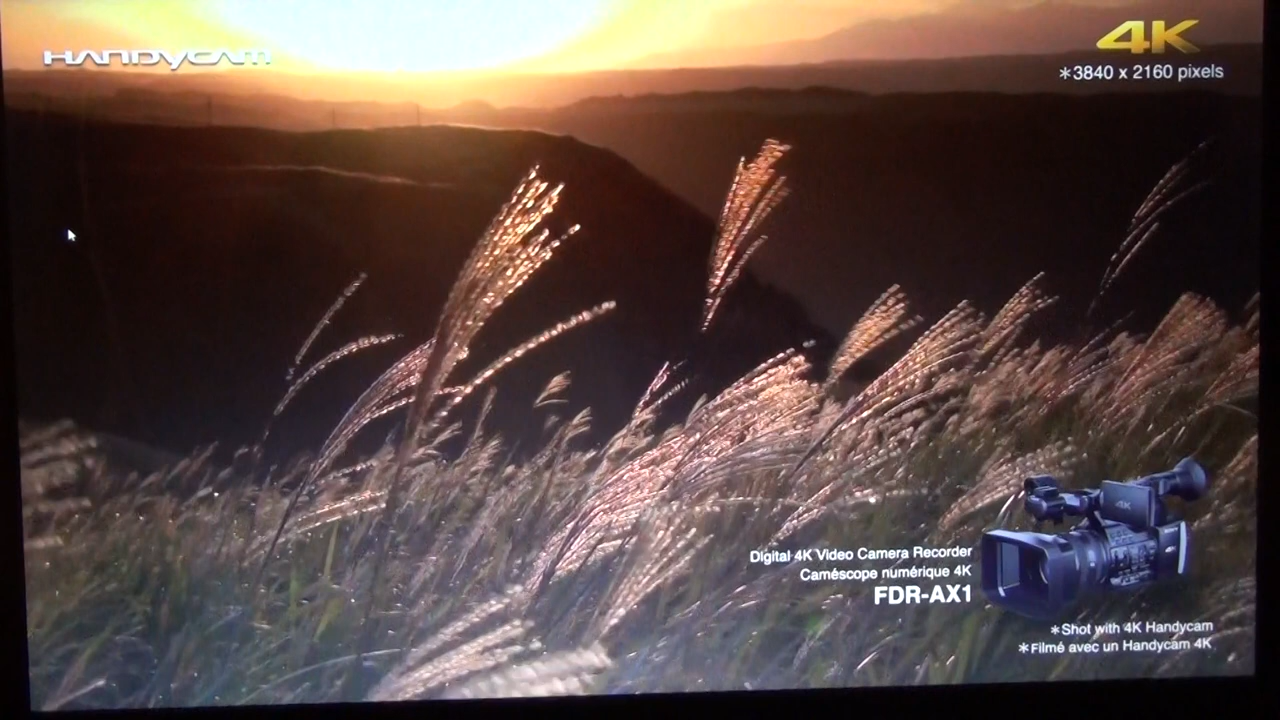 HANDYCAM
4K
*3840 x 2160 pixels
4K
Digital 4K Video Camera Recorder
Caméscope numérique 4K
FDR-AX1
*Shot with 4K Handycam
*Filmé avec un Handycam 4K